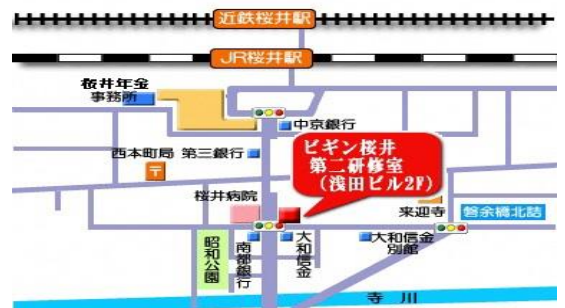 近鉄桜井駅
JR桜井駅
桜井年金
事務所
中京銀行
西本町局
第三銀行
〒
ビギン桜井
第二研修室
(浅田ビル2F)
桜井病院
来迎寺
磐余橋北詰
昭和公園
南都銀行
大和信金
大和信金
別館
寺川